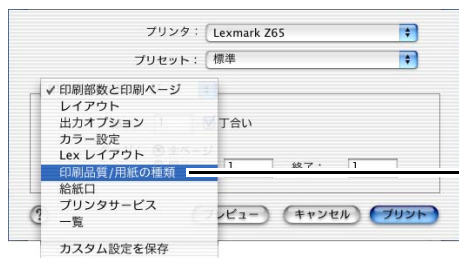 プリンタ： Lexmark Z65
プリセット： 標準
✓ 印刷部数と印刷ページ
レイアウト
出力オプション 丁合い
カラー設定
Lex レイアウト
印刷品質/用紙の種類 1 終了： 1
給紙口
プリンタサービス
一覧
? プレビュー キャンセル プリント
カスタム設定を保存